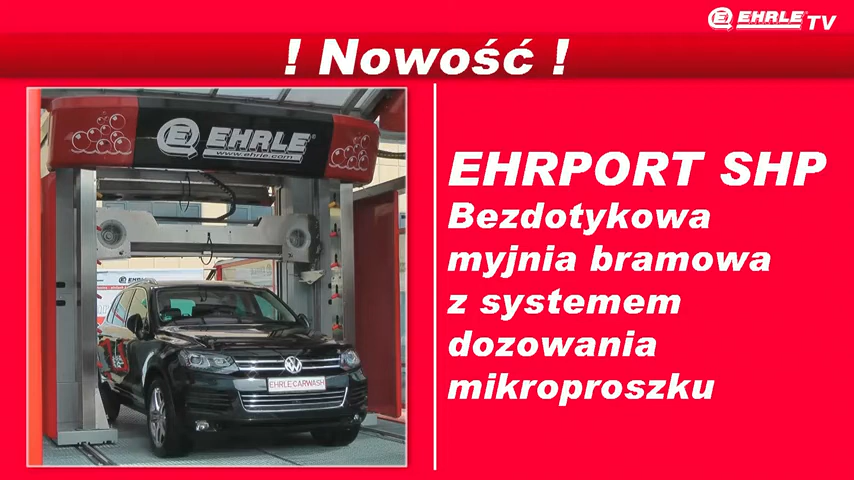 EHRLE TV
! Nowość !
EHRLE
www.ehrle.com
EHRLE
EHRLE CARWASH
EHRPORT SHP
Bezdotykowa
myjnia bramowa
z systemem
dozowania
mikroproszku